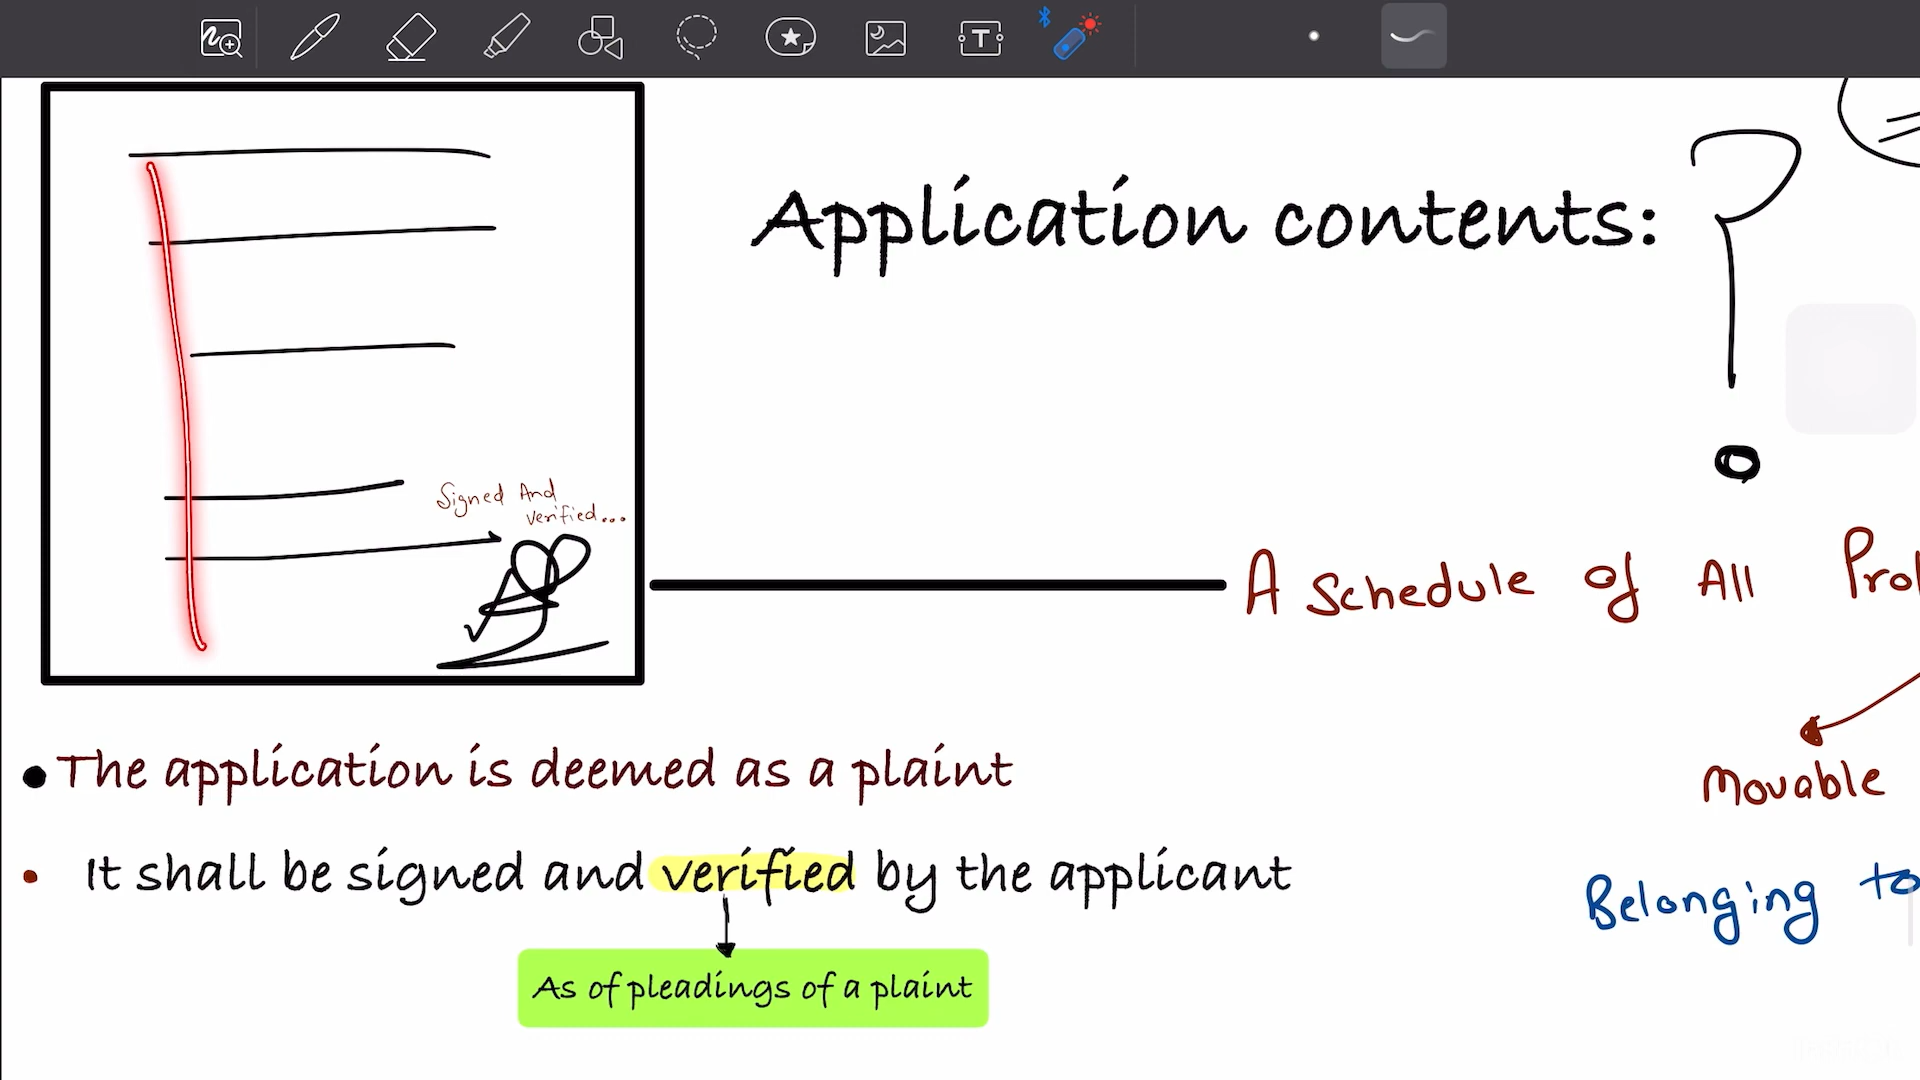 Application contents:
Signed And
verified...
A Schedule of All
Movable
• The application is deemed as a plaint
• It shall be signed and verified by the applicant
Belonging to
As of pleadings of a plaint